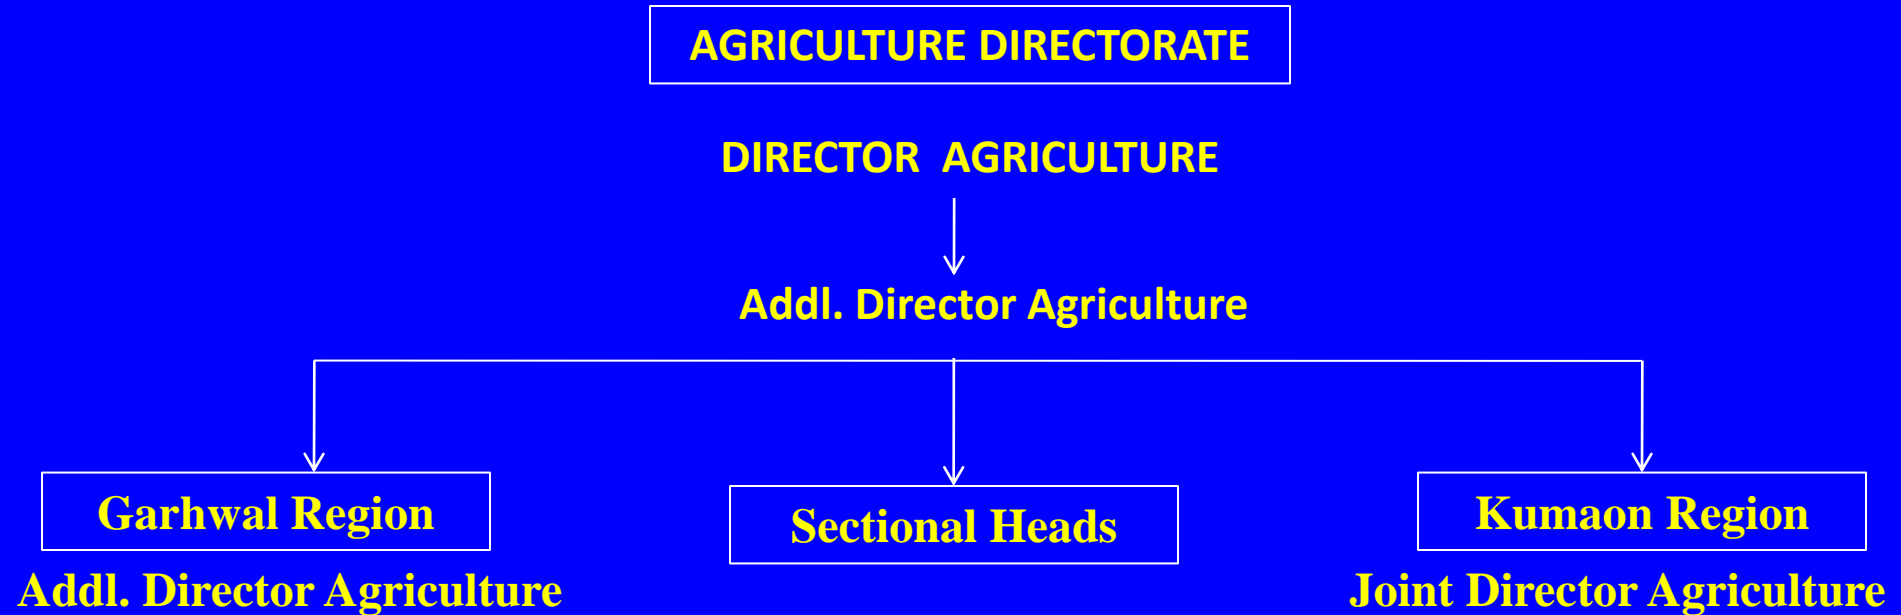 AGRICULTURE DIRECTORATE
DIRECTOR AGRICULTURE
Addl. Director Agriculture
Garhwal Region
Addl. Director Agriculture
Sectional Heads
Kumaon Region
Joint Director Agriculture